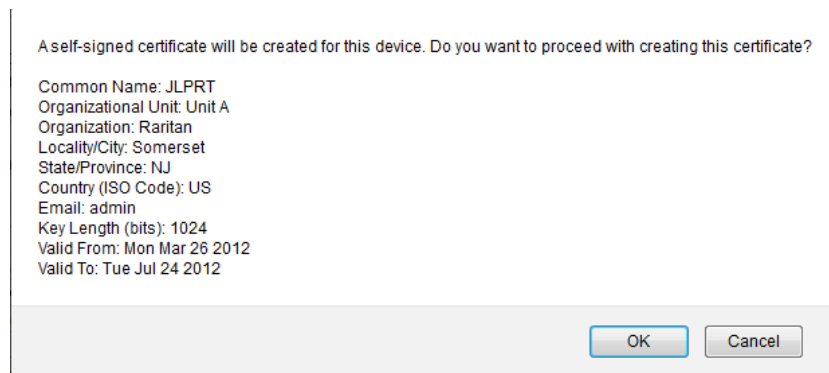 A self-signed certificate will be created for this device. Do you want to proceed with creating this certificate?
Common Name: JLPRT
Organizational Unit: Unit A
Organization: Raritan
Locality/City: Somerset
State/Province: NJ
Country (ISO Code): US
Email: admin
Key Length (bits): 1024
Valid From: Mon Mar 26 2012
Valid To: Tue Jul 24 2012
OK Cancel